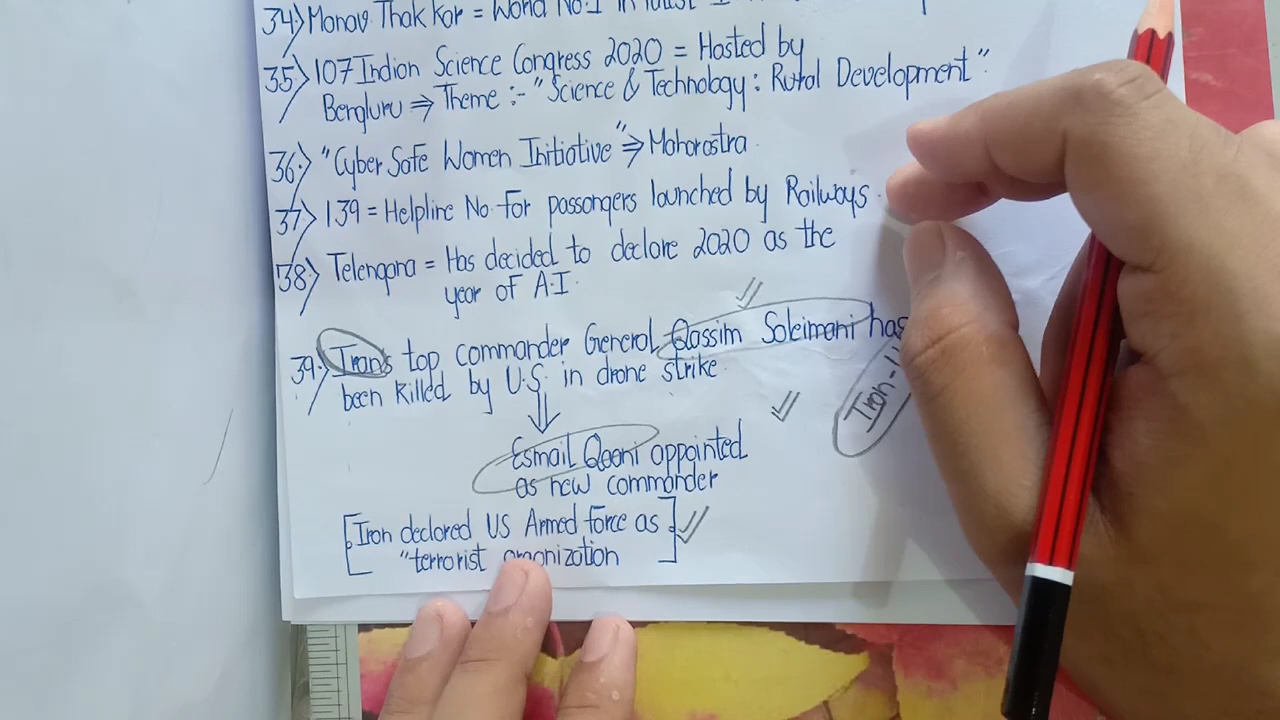 34) Manav Thakkar = World No.1 in
35) 107 Indian Science Congress 2020 = Hosted by
Bengluru ⇒ Theme :- "Science & Technology: Rural Development".
36.) "Cyber Safe Women Initiative" ⇒ Maharastra
37) 139 = Helpline No. for passangers launched by Railways.
38.) Telengana = Has decided to declare 2020 as the
year of A.I.
39.) Iran's top commander General Qassim Soleimani has
been killed by U.S. in drone strike.
Iran-
Esmail Qaani appointed
as new commander
[Iran declared US Armed force as
"terrorist organization]